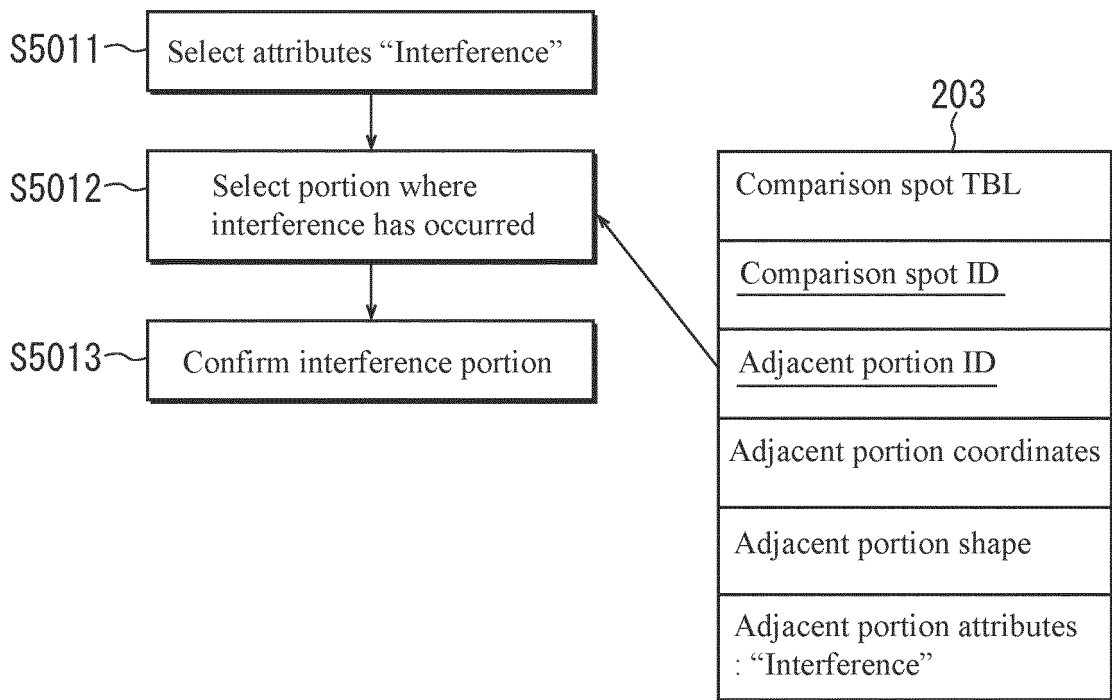 S5011
Select attributes “Interference”
S5012
Select portion where
interference has occurred
S5013
Confirm interference portion
203
Comparison spot TBL
Comparison spot ID
Adjacent portion ID
Adjacent portion coordinates
Adjacent portion shape
Adjacent portion attributes
: “Interference”